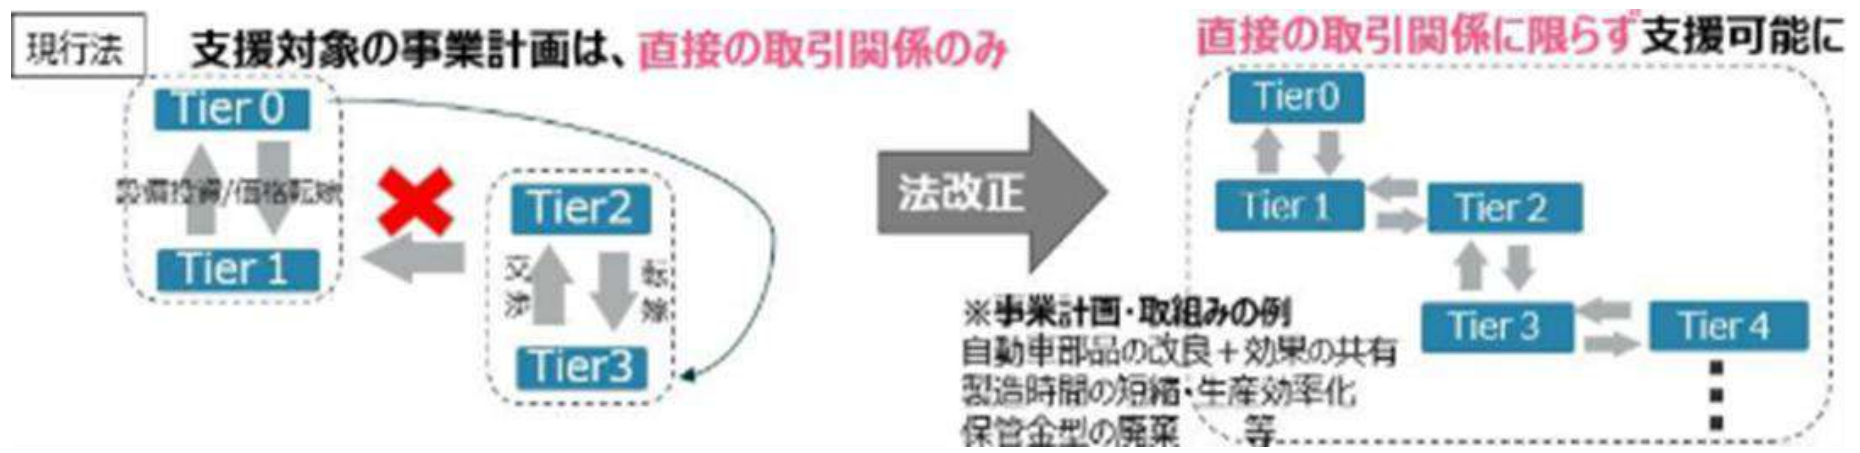 現行法
支援対象の事業計画は、直接の取引関係のみ
Tier 0
設備投資/価格転嫁
Tier 1
Tier2
交渉
転嫁
Tier3
法改正
直接の取引関係に限らず支援可能に
Tier0
Tier 1
Tier 2
Tier 3
Tier 4
※事業計画・取組みの例
自動車部品の改良+効果の共有
製造時間の短縮・生産効率化
保管金型の廃棄 等